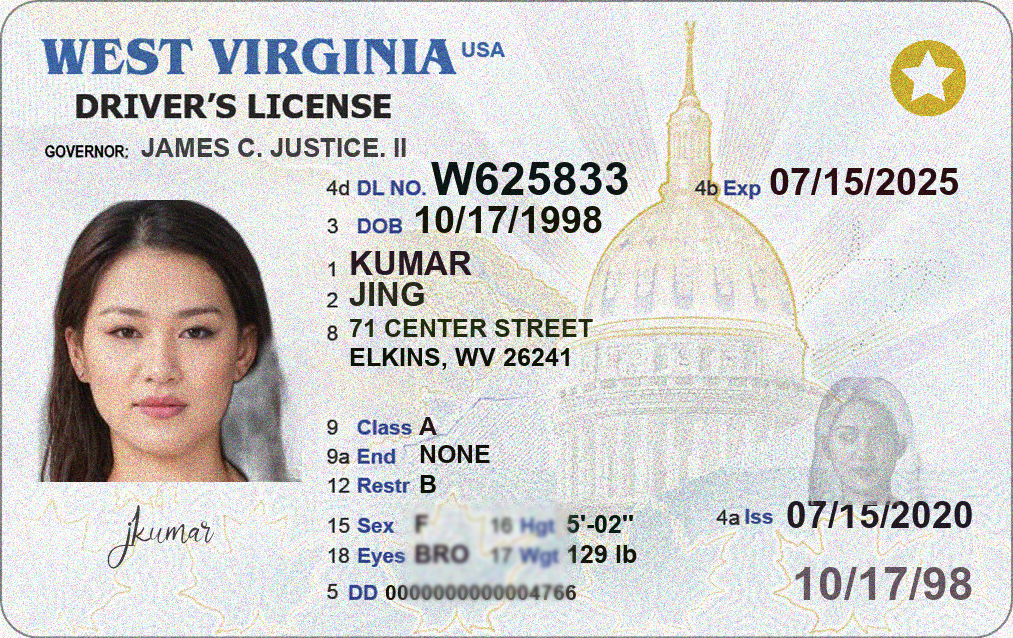 WEST VIRGINIA USA
DRIVER'S LICENSE
GOVERNOR: JAMES C. JUSTICE. II
4d DL NO. W625833 4b Exp 07/15/2025
3 DOB 10/17/1998
1 KUMAR
2 JING
8 71 CENTER STREET
ELKINS, WV 26241
9 Class A
9a End NONE
12 Restr B
15 Sex F 16 Hgt 5'-02"
18 Eyes BRO 17 Wgt 129 lb
4a Iss 07/15/2020
5 DD 0000000000004766
10/17/98
jkumar